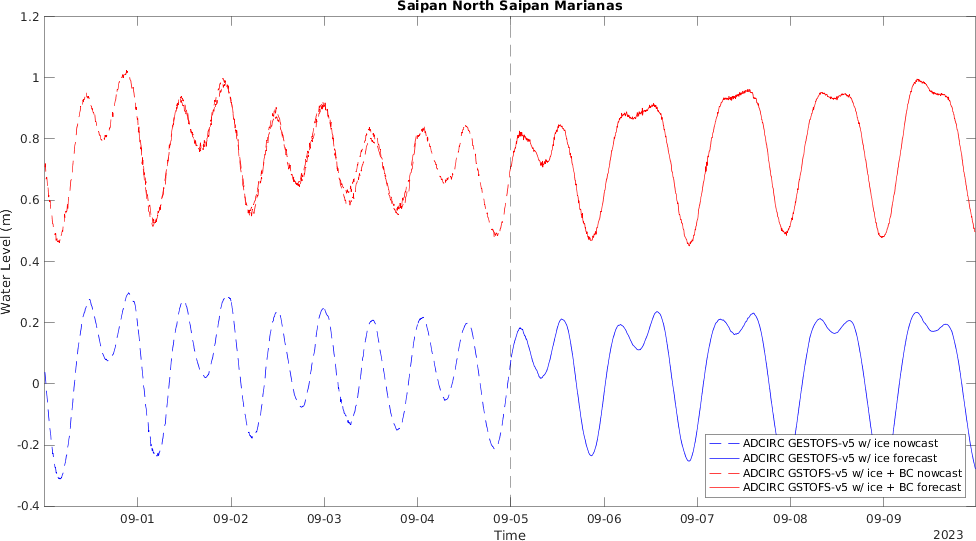 Saipan North Saipan Marianas
1.2
1
0.8
0.6
0.4
0.2
0
-0.2
-0.4
Water Level (m)
ADCIRC GESTOFS-v5 w/ ice nowcast
ADCIRC GESTOFS-v5 w/ ice forecast
ADCIRC GSTOFS-v5 w/ ice + BC nowcast
ADCIRC GSTOFS-v5 w/ ice + BC forecast
09-01 09-02 09-03 09-04 09-05 09-06 09-07 09-08 09-09
Time
2023